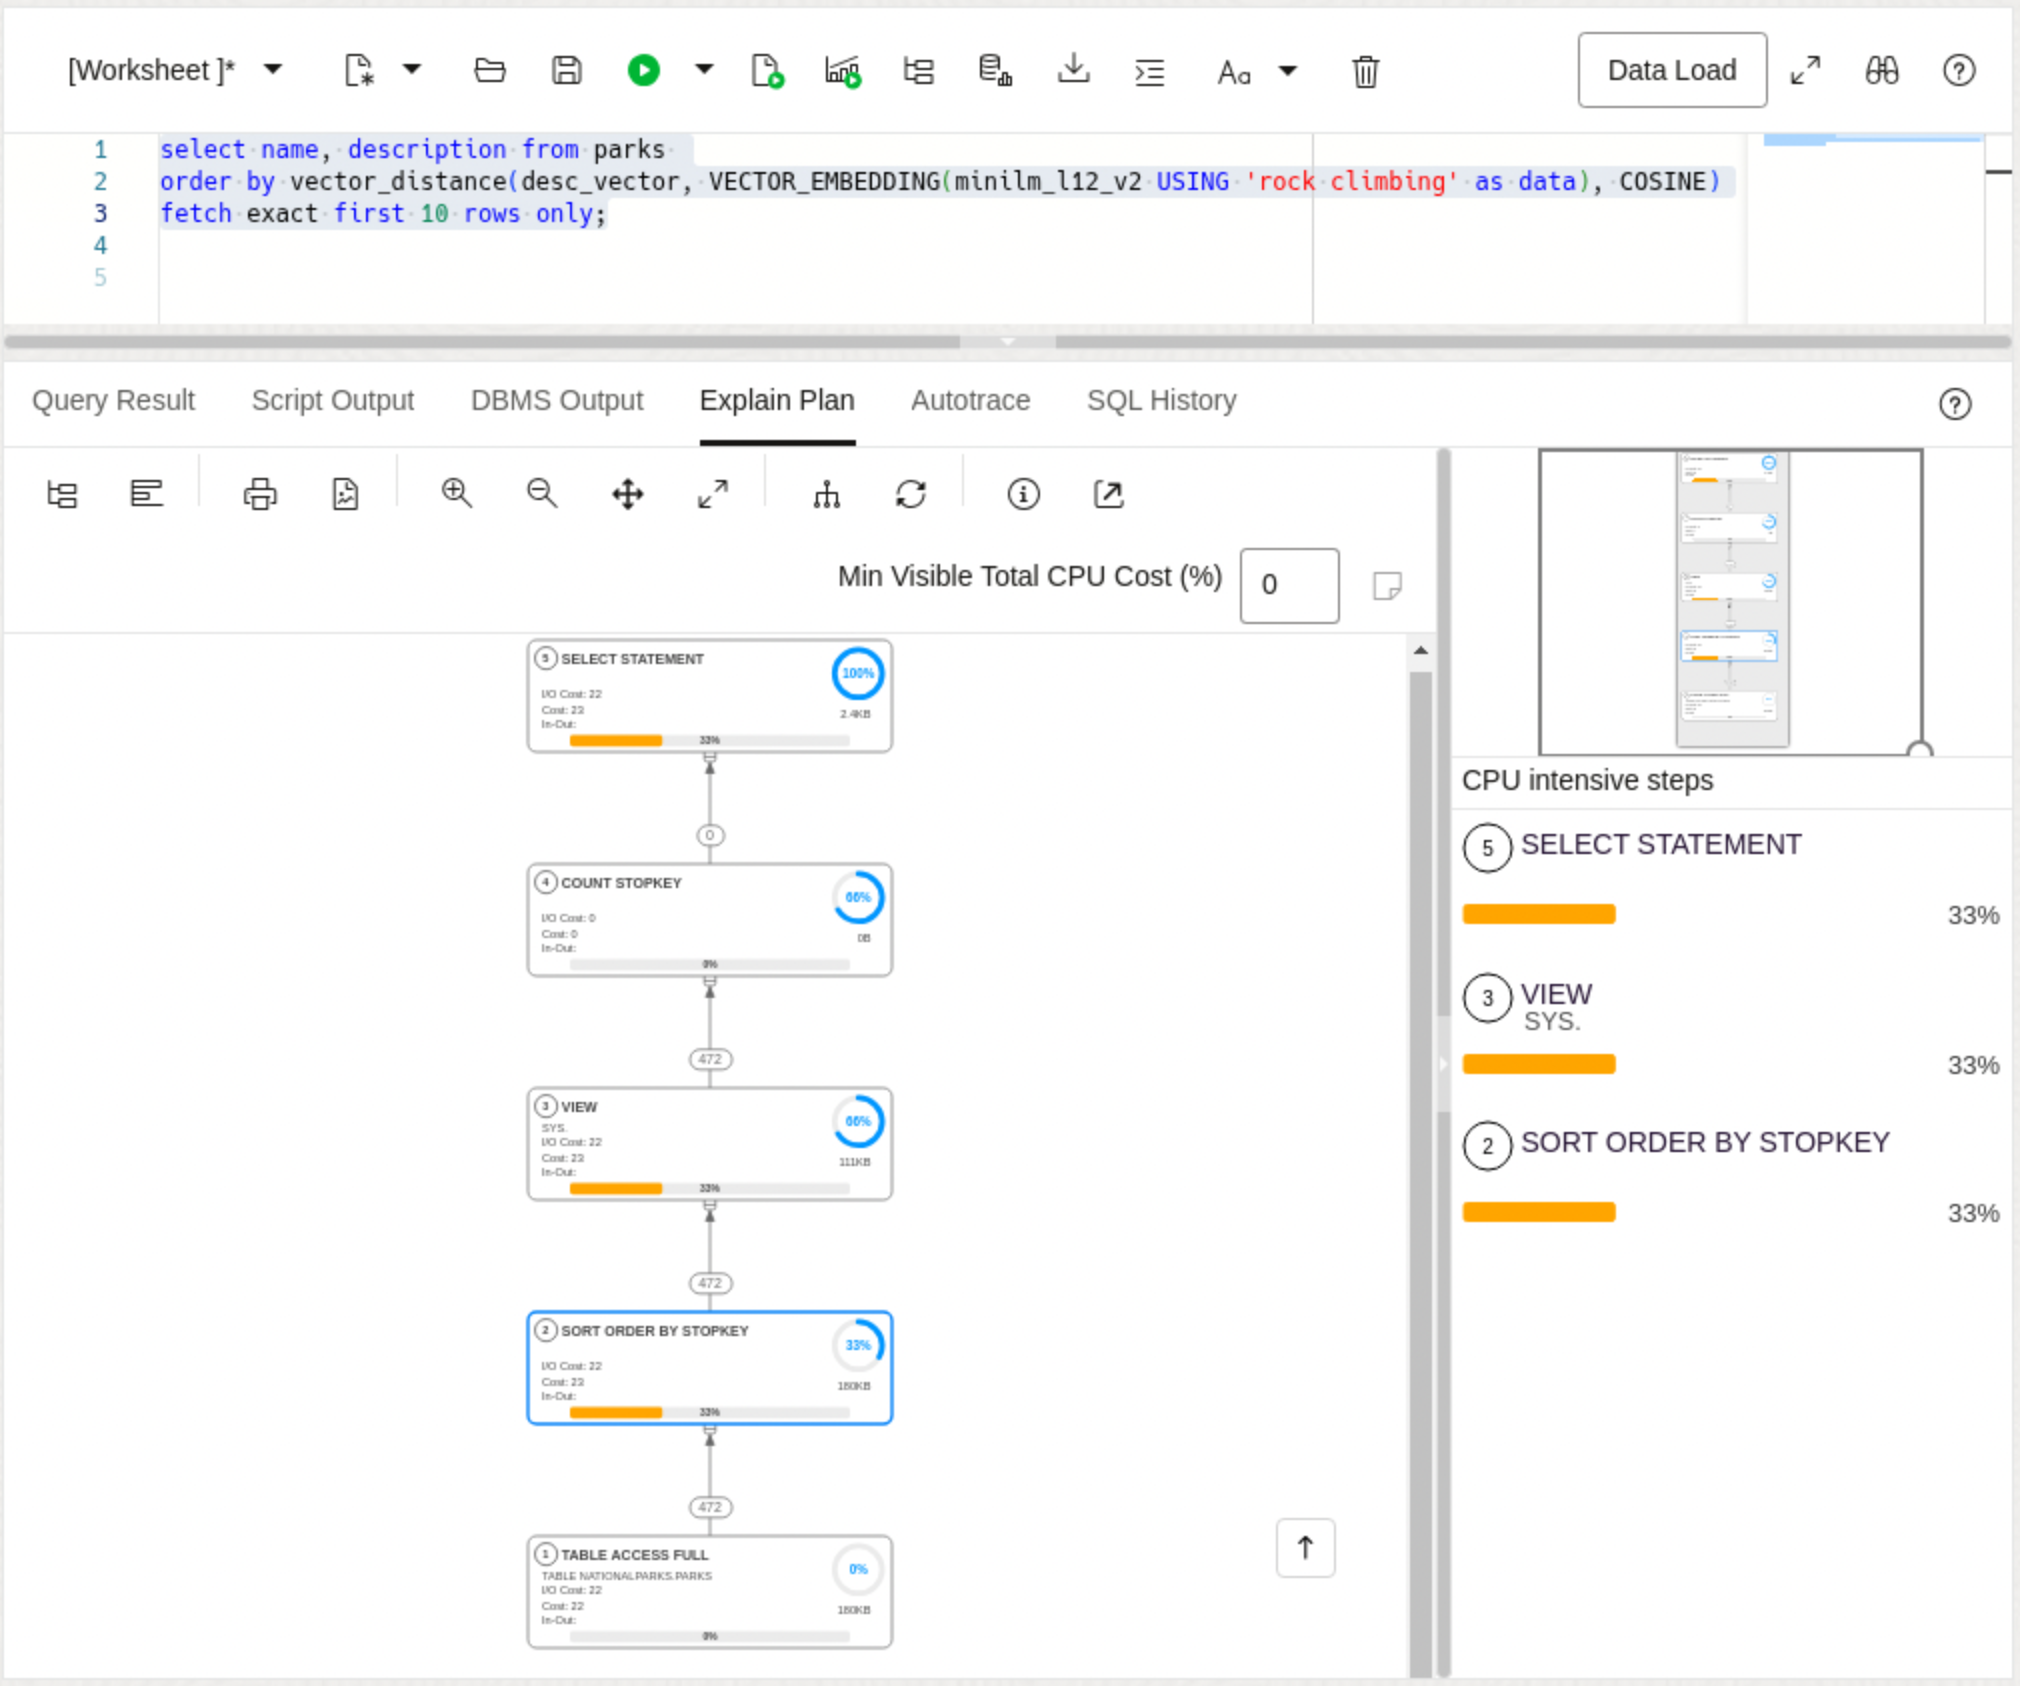 [Worksheet ]*
Aa
Data Load
1 select name, description from parks
2 order by vector_distance(desc_vector, VECTOR_EMBEDDING(minilm_l12_v2 USING 'rock climbing' as data), COSINE)
3 fetch exact first 10 rows only;
4
5
Query Result Script Output DBMS Output Explain Plan Autotrace SQL History
Min Visible Total CPU Cost (%) 0
5 SELECT STATEMENT
100%
I/O Cost: 22
Cost: 23
2.4KB
In-Out:
33%
0
4 COUNT STOPKEY
66%
I/O Cost: 0
Cost: 0
0B
In-Out:
0%
472
3 VIEW
66%
SYS.
I/O Cost: 22
Cost: 23
111KB
In-Out:
33%
472
2 SORT ORDER BY STOPKEY
33%
I/O Cost: 22
Cost: 23
180KB
In-Out:
33%
472
1 TABLE ACCESS FULL
0%
TABLE NATIONALPARKS.PARKS
I/O Cost: 22
Cost: 22
180KB
In-Out:
0%
CPU intensive steps
5 SELECT STATEMENT
33%
3 VIEW
SYS.
33%
2 SORT ORDER BY STOPKEY
33%